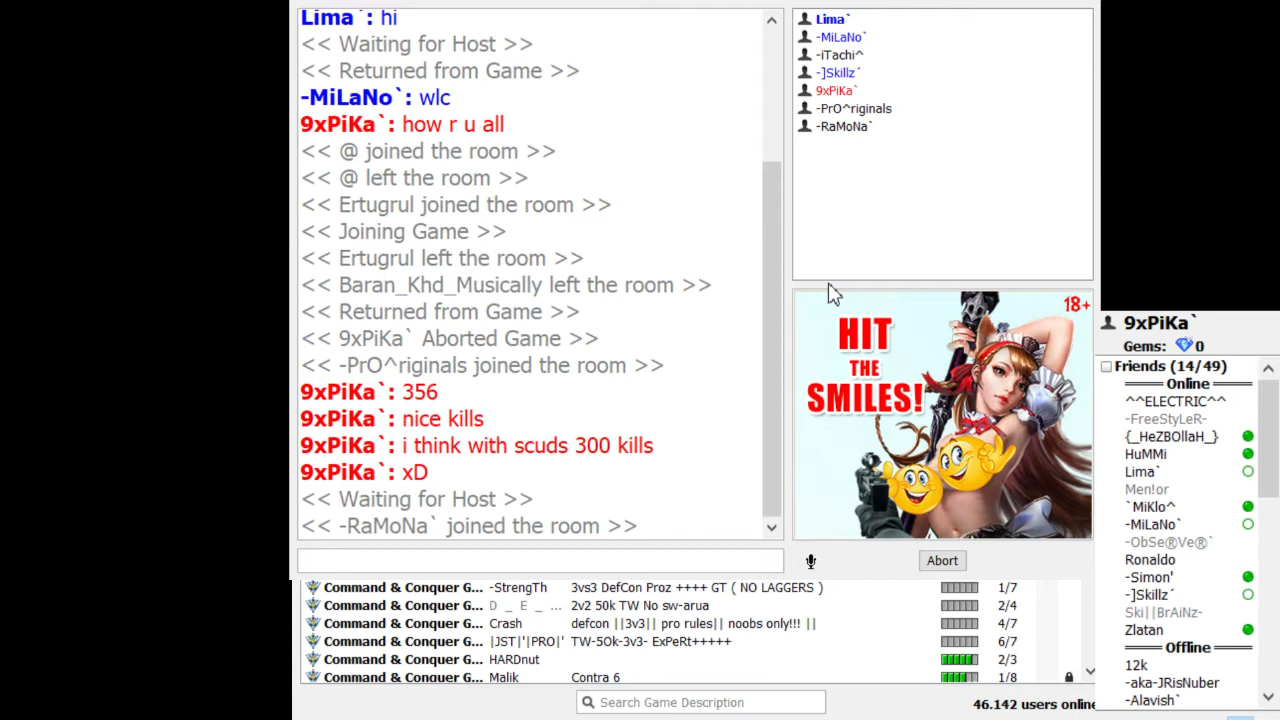 Lima`: hi
<< Waiting for Host >>
<< Returned from Game >>
-MiLaNo`: wlc
9xPiKa`: how r u all
<< @ joined the room >>
<< @ left the room >>
<< Ertugrul joined the room >>
<< Joining Game >>
<< Ertugrul left the room >>
<< Baran_Khd_Musically left the room >>
<< Returned from Game >>
<< 9xPiKa` Aborted Game >>
<< -PrO^riginals joined the room >>
9xPiKa`: 356
9xPiKa`: nice kills
9xPiKa`: i think with scuds 300 kills
9xPiKa`: xD
<< Waiting for Host >>
<< -RaMoNa` joined the room >>
Lima`
-MiLaNo`
-iTachi^
-]Skillz´
9xPiKa`
-PrO^riginals
-RaMoNa`
18+
HIT
THE
SMILES!
Abort
Command & Conquer G... -StrengTh 3vs3 DefCon Proz ++++ GT ( NO LAGGERS ) 1/7
Command & Conquer G... D _ E _ ... 2v2 50k TW No sw-arua 2/4
Command & Conquer G... Crash defcon ||3v3|| pro rules|| noobs only!!! || 4/7
Command & Conquer G... |JST|'|PRO|' TW-5Ok-3v3- ExPeRt+++++ 6/7
Command & Conquer G... HARDnut 2/3
Command & Conquer G... Malik Contra 6 1/8
Search Game Description
46.142 users online
9xPiKa`
Gems: 0
Friends (14/49)
Online
^^ELECTRIC^^
-FreeStyLeR-
{_HeZBOllaH_}
HuMMi
Lima`
Men!or
`MiKlo^
-MiLaNo`
-ObSe®Ve®`
Ronaldo
-Simon'
-]Skillz´
Ski||BrAiNz-
Zlatan
Offline
12k
-aka-JRisNuber
-Alavish`